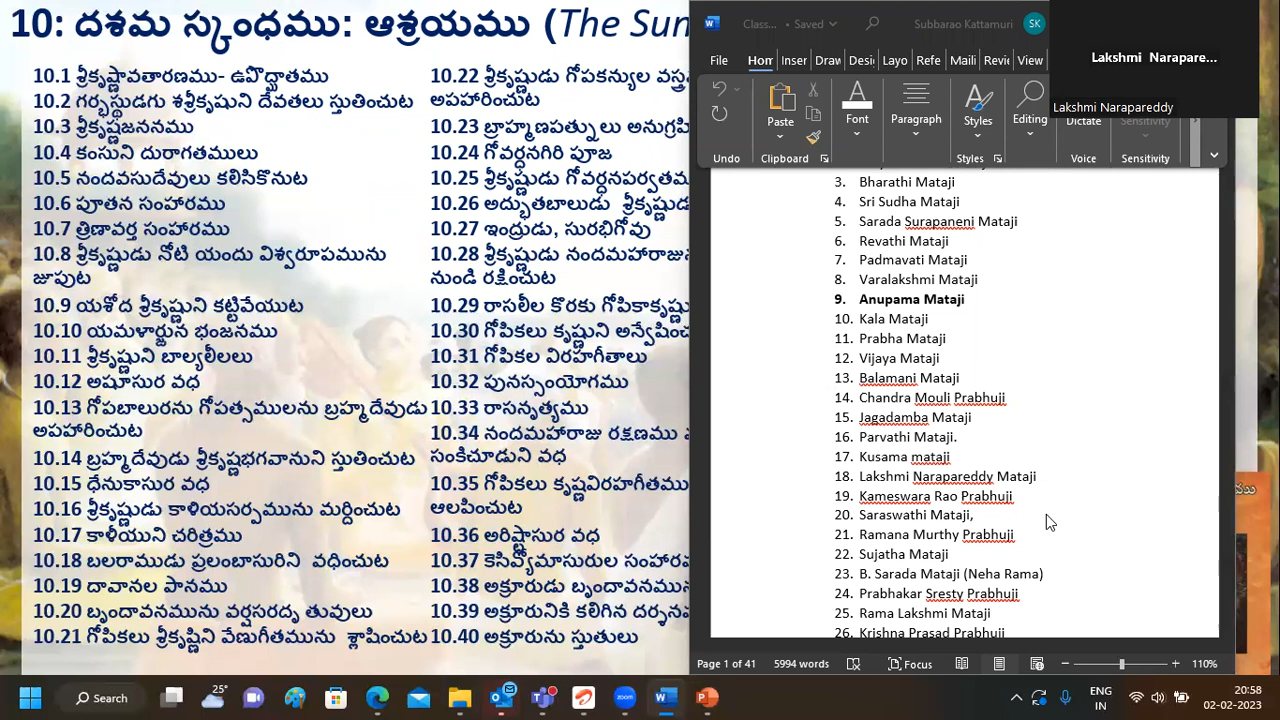 10: దశమ స్కంధము: ఆశ్రయము (The Sum
10.1 శ్రీకృష్ణావతారణము- ఉపొద్ఘాతము
10.2 గర్భస్థుడగు శశ్రీకృషుని దేవతలు స్తుతించుట
10.3 శ్రీకృష్ణజననము
10.4 కంసుని దురాగతములు
10.5 నందవసుదేవులు కలిసికొనుట
10.6 పూతన సంహారము
10.7 త్రిణావర్త సంహారము
10.8 శ్రీకృష్ణుడు నోటి యందు విశ్వరూపమును
జూపుట
10.9 యశోద శ్రీకృష్ణుని కట్టివేయుట
10.10 యమళార్జున భంజనము
10.11 శ్రీకృష్ణుని బాల్యలీలలు
10.12 అఘాసుర వధ
10.13 గోపబాలురను గోపత్సములను బ్రహ్మదేవుడు
అపహారించుట
10.14 బ్రహ్మదేవుడు శ్రీకృష్ణభగవానుని స్తుతించుట
10.15 ధేనుకాసుర వధ
10.16 శ్రీకృష్ణుడు కాళియసర్పమును మర్దించుట
10.17 కాళీయుని చరిత్రము
10.18 బలరాముడు ప్రలంబాసురిని వధించుట
10.19 దావానల పానము
10.20 బృందావనమును వర్షసరదృ తువులు
10.21 గోపికలు శ్రీకృష్ణిని వేణుగీతమును శ్లాషించుట
10.22 శ్రీకృష్ణుడు గోపకన్యుల వస్త్ర
అపహారించుట
10.23 బ్రాహ్మణపత్నులు అనుగ్రహి
10.24 గోవర్ధనగిరి పూజ
10.25 శ్రీకృష్ణుడు గోవర్ధనపర్వతమ
10.26 అద్భుతబాలుడు శ్రీకృష్ణుడ
10.27 ఇంద్రుడు, సురభిగోవు
10.28 శ్రీకృష్ణుడు నందమహారాజు
నుండి రక్షించుట
10.29 రాసలీల కొరకు గోపికాకృష్ణు
10.30 గోపికలు కృష్ణుని అన్వేషించ
10.31 గోపికల విరహగీతాలు
10.32 పునస్సంయోగము
10.33 రాసనృత్యము
10.34 నందమహారాజు రక్షణము
సంకిచూడుని వధ
10.35 గోపికలు కృష్ణవిరహగీతము
ఆలపించుట
10.36 అరిష్టాసుర వధ
10.37 కెసివ్యోమాసురుల సంహార
10.38 అక్రూరుడు బృందావనము
10.39 అక్రూరునికి కలిగిన దర్శన
10.40 అక్రూరును స్తుతులు
Class... • Saved
Subbarao Kattamuri SK
Lakshmi Narapare...
Lakshmi Narapareddy
File Hom Inser Draw Desig Layo Refe Maili Revie View
Paste Font Paragraph Styles Editing Dictate Sensitivity
Undo Clipboard Styles Voice Sensitivity
3. Bharathi Mataji
4. Sri Sudha Mataji
5. Sarada Surapaneni Mataji
6. Revathi Mataji
7. Padmavati Mataji
8. Varalakshmi Mataji
9. Anupama Mataji
10. Kala Mataji
11. Prabha Mataji
12. Vijaya Mataji
13. Balamani Mataji
14. Chandra Mouli Prabhuji
15. Jagadamba Mataji
16. Parvathi Mataji.
17. Kusama mataji
18. Lakshmi Narapareddy Mataji
19. Kameswara Rao Prabhuji
20. Saraswathi Mataji,
21. Ramana Murthy Prabhuji
22. Sujatha Mataji
23. B. Sarada Mataji (Neha Rama)
24. Prabhakar Sresty Prabhuji
25. Rama Lakshmi Mataji
26. Krishna Prasad Prabhuji
Page 1 of 41 5994 words Focus 110%
Search 25° zoom ENG
IN
20:58
02-02-2023